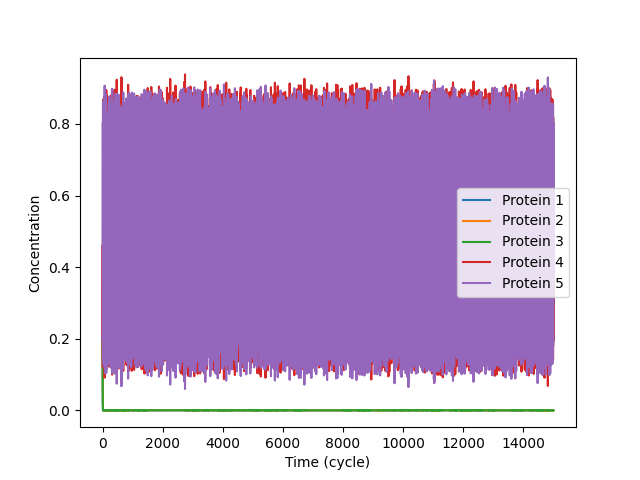 Concentration
0.8
0.6
0.4
0.2
0.0
Protein 1
Protein 2
Protein 3
Protein 4
Protein 5
0 2000 4000 6000 8000 10000 12000 14000
Time (cycle)